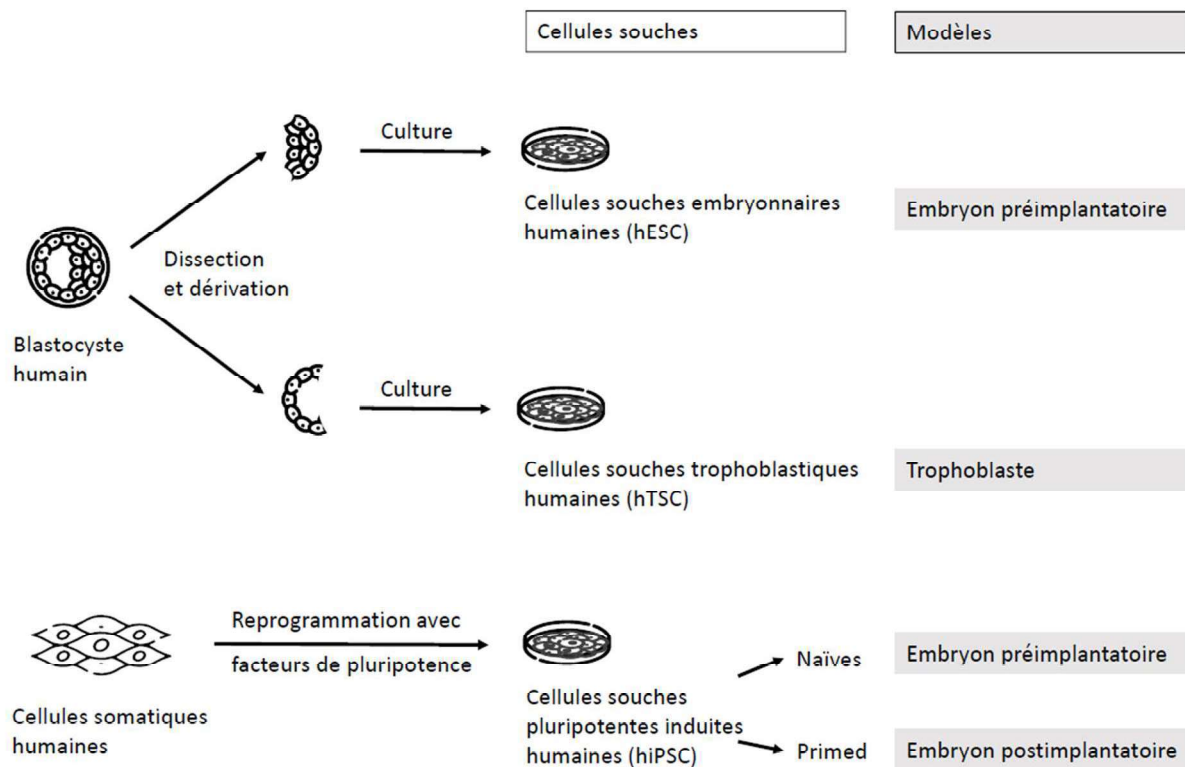 Cellules souches
Modèles
Culture
Cellules souches embryonnaires
humaines (hESC)
Embryon préimplantatoire
Dissection
et dérivation
Blastocyste
humain
Culture
Cellules souches trophoblastiques
humaines (hTSC)
Trophoblaste
Reprogrammation avec
facteurs de pluripotence
Cellules somatiques
humaines
Cellules souches
pluripotentes induites
humaines (hiPSC)
Naïves
Embryon préimplantatoire
Primed
Embryon postimplantatoire